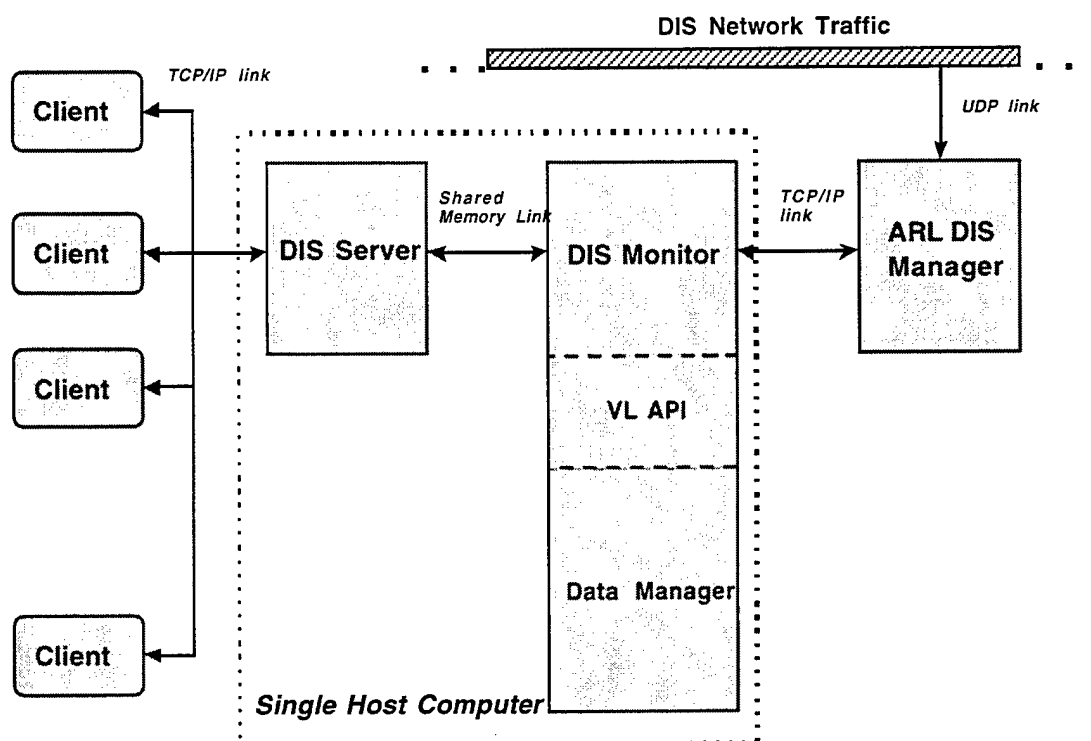 DIS Network Traffic
TCP/IP link
Client
UDP link
Shared
Memory Link
TCP/IP
link
Client
DIS Server
DIS Monitor
ARL DIS
Manager
Client
VL API
Data Manager
Client
Single Host Computer